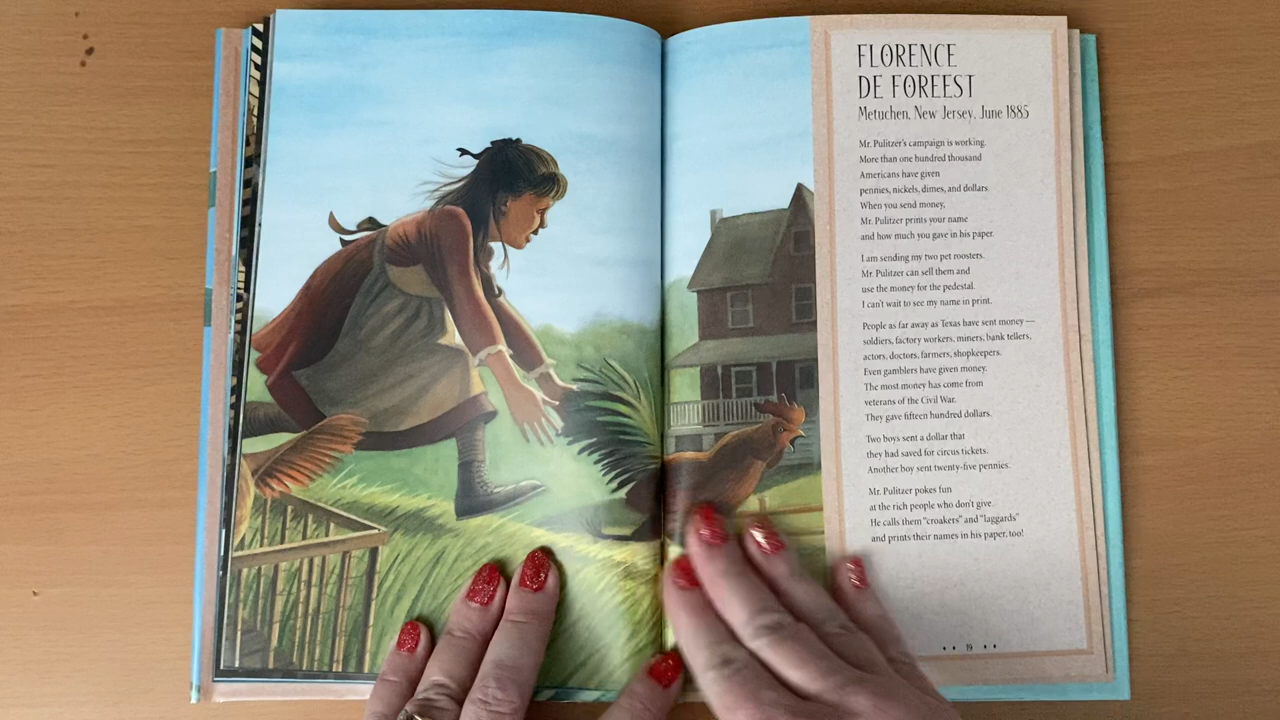 FLORENCE
DE FOREEST
Metuchen, New Jersey, June 1885
Mr. Pulitzer's campaign is working.
More than one hundred thousand
Americans have given
pennies, nickels, dimes, and dollars.
When you send money,
Mr. Pulitzer prints your name
and how much you gave in his paper.
I am sending my two pet roosters.
Mr. Pulitzer can sell them and
use the money for the pedestal.
I can't wait to see my name in print.
People as far away as Texas have sent money —
soldiers, factory workers, miners, bank tellers,
actors, doctors, farmers, shopkeepers.
Even gamblers have given money.
The most money has come from
veterans of the Civil War.
They gave fifteen hundred dollars.
Two boys sent a dollar that
they had saved for circus tickets.
Another boy sent twenty-five pennies.
Mr. Pulitzer pokes fun
at the rich people who don't give.
He calls them "croakers" and "laggards"
and prints their names in his paper, too!
19